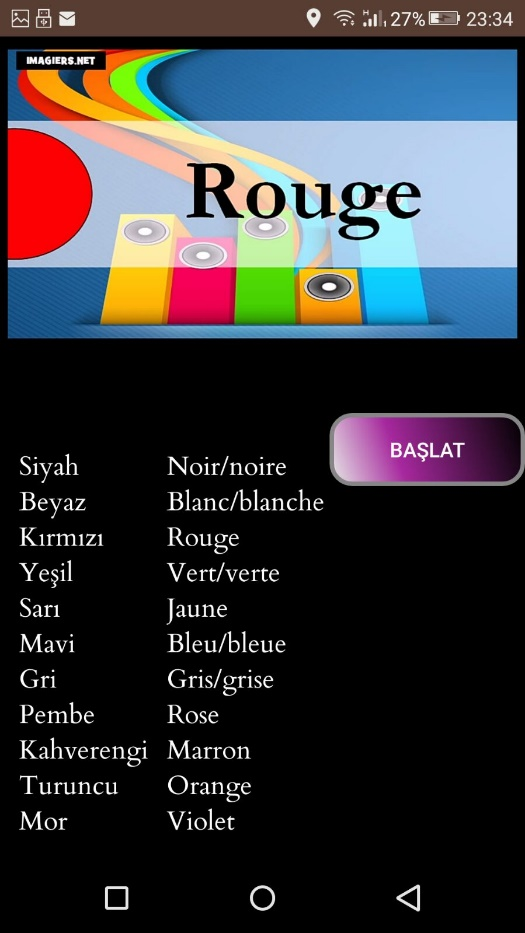 27% 23:34
IMAGIERS.NET
Rouge
BAŞLAT
Siyah Noir/noire
Beyaz Blanc/blanche
Kırmızı Rouge
Yeşil Vert/verte
Sarı Jaune
Mavi Bleu/bleue
Gri Gris/grise
Pembe Rose
Kahverengi Marron
Turuncu Orange
Mor Violet